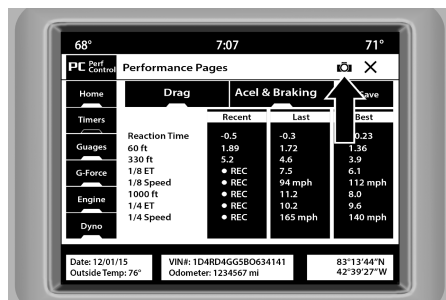 68° 7:07 71°
PC Perf Control Performance Pages
Home Drag Acel & Braking Save
Timers Recent Last Best
Reaction Time -0.5 -0.3 0.23
60 ft 1.89 1.72 1.36
Guages 330 ft 5.2 4.6 3.9
1/8 ET REC 7.5 6.1
G-Force 1/8 Speed REC 94 mph 112 mph
1000 ft REC 11.2 8.0
Engine 1/4 ET REC 10.2 9.6
1/4 Speed REC 165 mph 140 mph
Dyno
Date: 12/01/15 VIN#: 1D4RD4GG5BO634141 83°13'44"N
Outside Temp: 76° Odometer: 1234567 mi 42°39'27"W